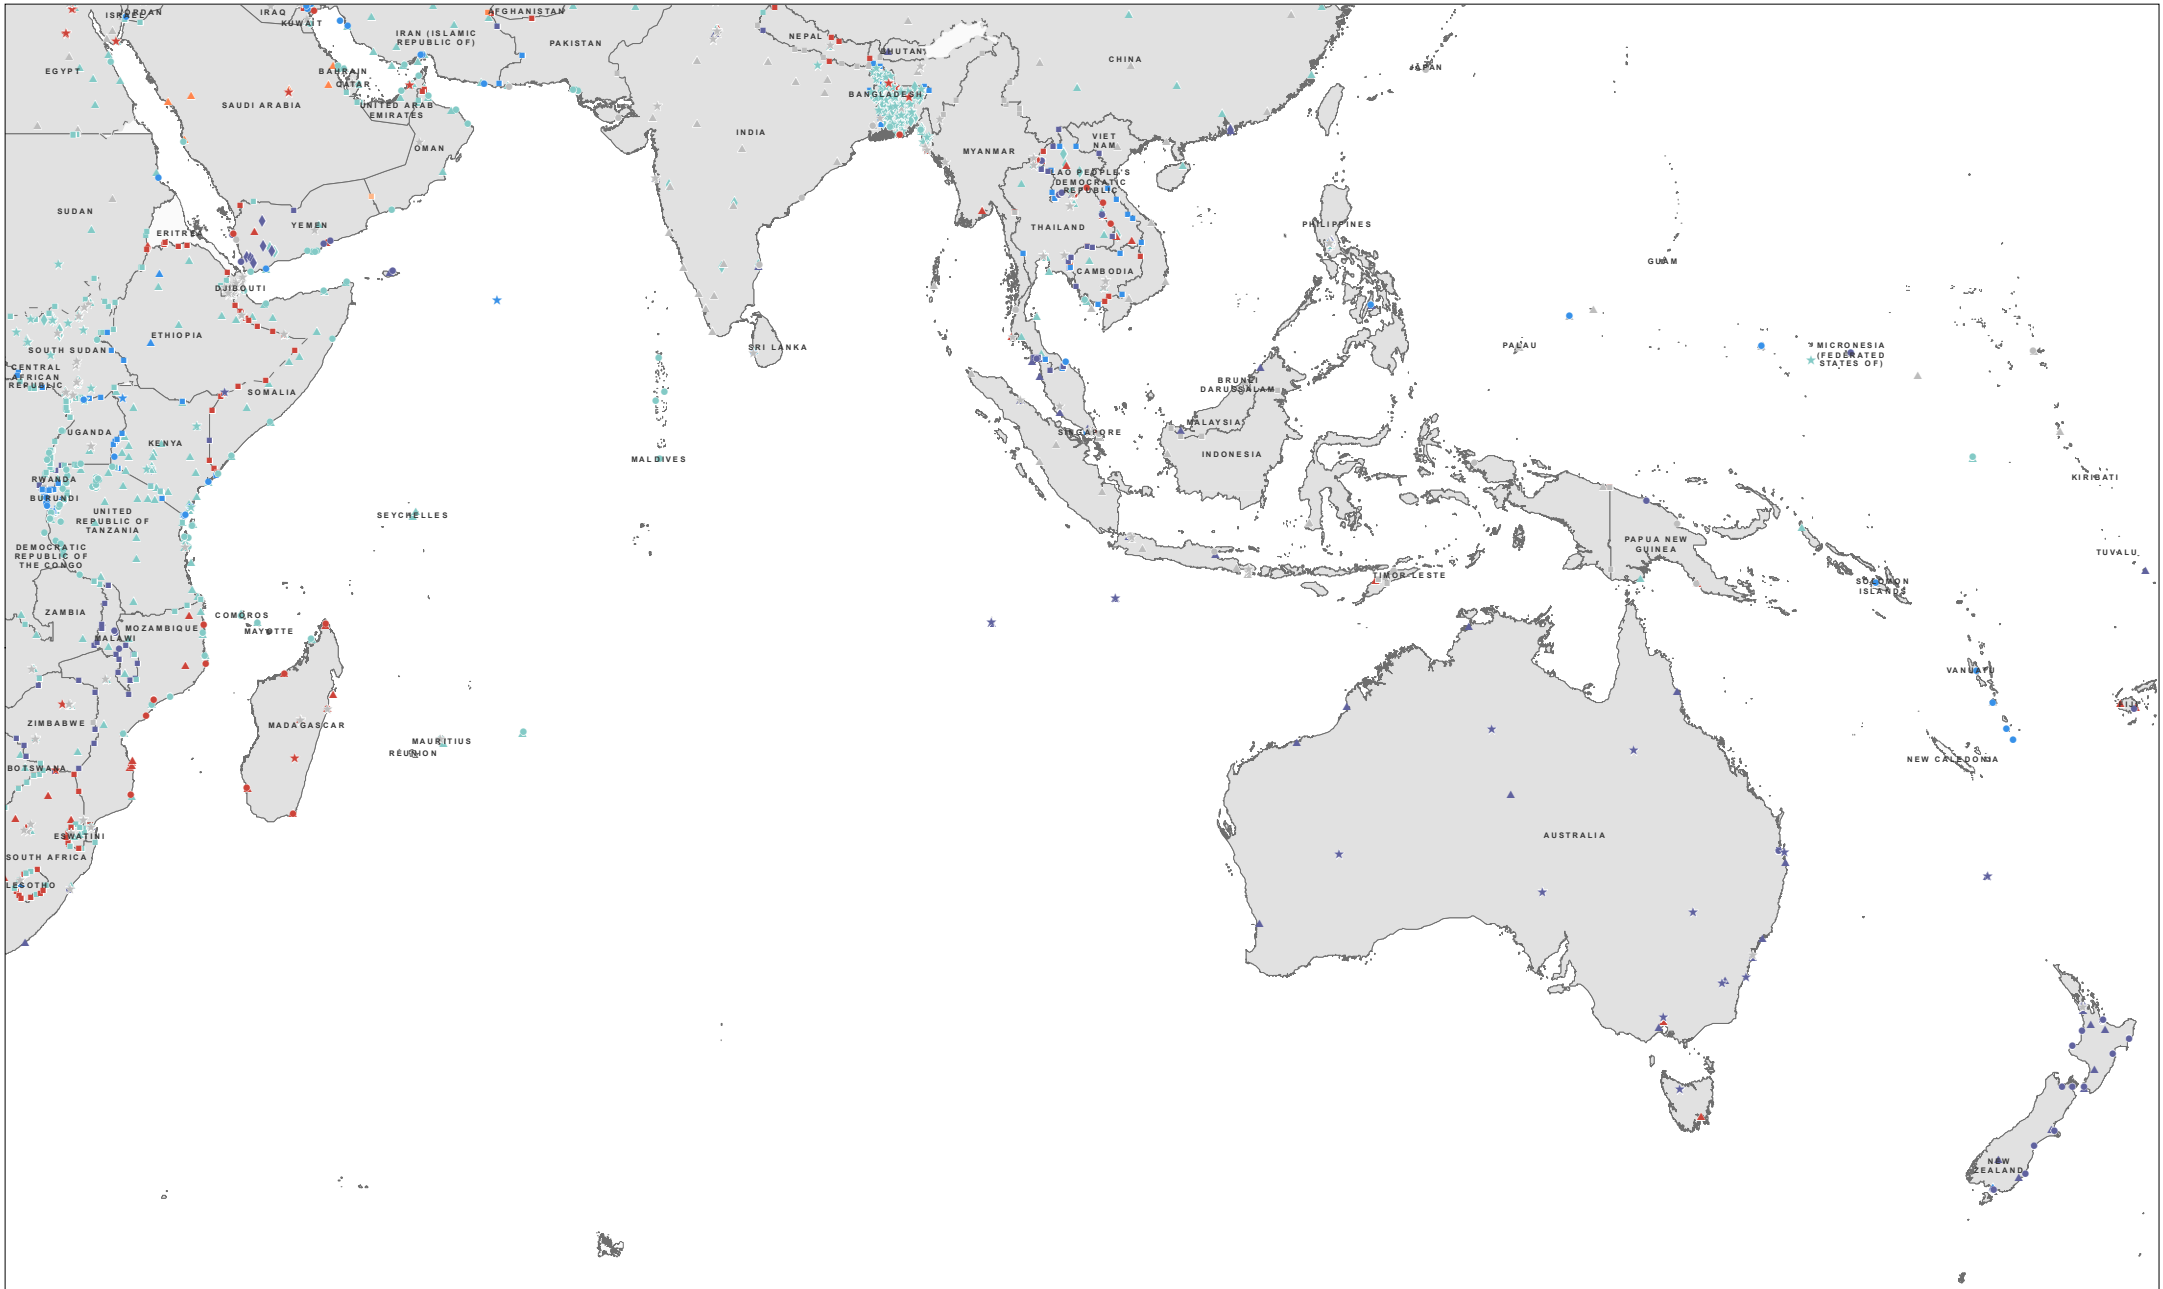 ISRAEL
JORDAN
IRAQ
KUWAIT
IRAN (ISLAMIC
REPUBLIC OF)
AFGHANISTAN
PAKISTAN
NEPAL
BHUTAN
CHINA
JAPAN
EGYPT
BAHRAIN
QATAR
SAUDI ARABIA
UNITED ARAB
EMIRATES
BANGLADESH
INDIA
OMAN
MYANMAR
VIET
NAM
LAO PEOPLE'S
DEMOCRATIC
REPUBLIC
SUDAN
ERITREA
YEMEN
THAILAND
PHILIPPINES
GUAM
DJIBOUTI
CAMBODIA
ETHIOPIA
SOUTH SUDAN
SRI LANKA
PALAU
MICRONESIA
(FEDERATED
STATES OF)
CENTRAL
AFRICAN
REPUBLIC
SOMALIA
BRUNEI
DARUSSALAM
UGANDA
KENYA
MALAYSIA
SINGAPORE
MALDIVES
INDONESIA
RWANDA
BURUNDI
KIRIBATI
UNITED
REPUBLIC OF
TANZANIA
SEYCHELLES
DEMOCRATIC
REPUBLIC OF
THE CONGO
PAPUA NEW
GUINEA
TUVALU
TIMOR-LESTE
SOLOMON
ISLANDS
ZAMBIA
COMOROS
MAYOTTE
MOZAMBIQUE
MALAWI
VANUATU
FIJI
ZIMBABWE
MADAGASCAR
MAURITIUS
RÉUNION
NEW CALEDONIA
BOTSWANA
AUSTRALIA
ESWATINI
SOUTH AFRICA
LESOTHO
NEW
ZEALAND